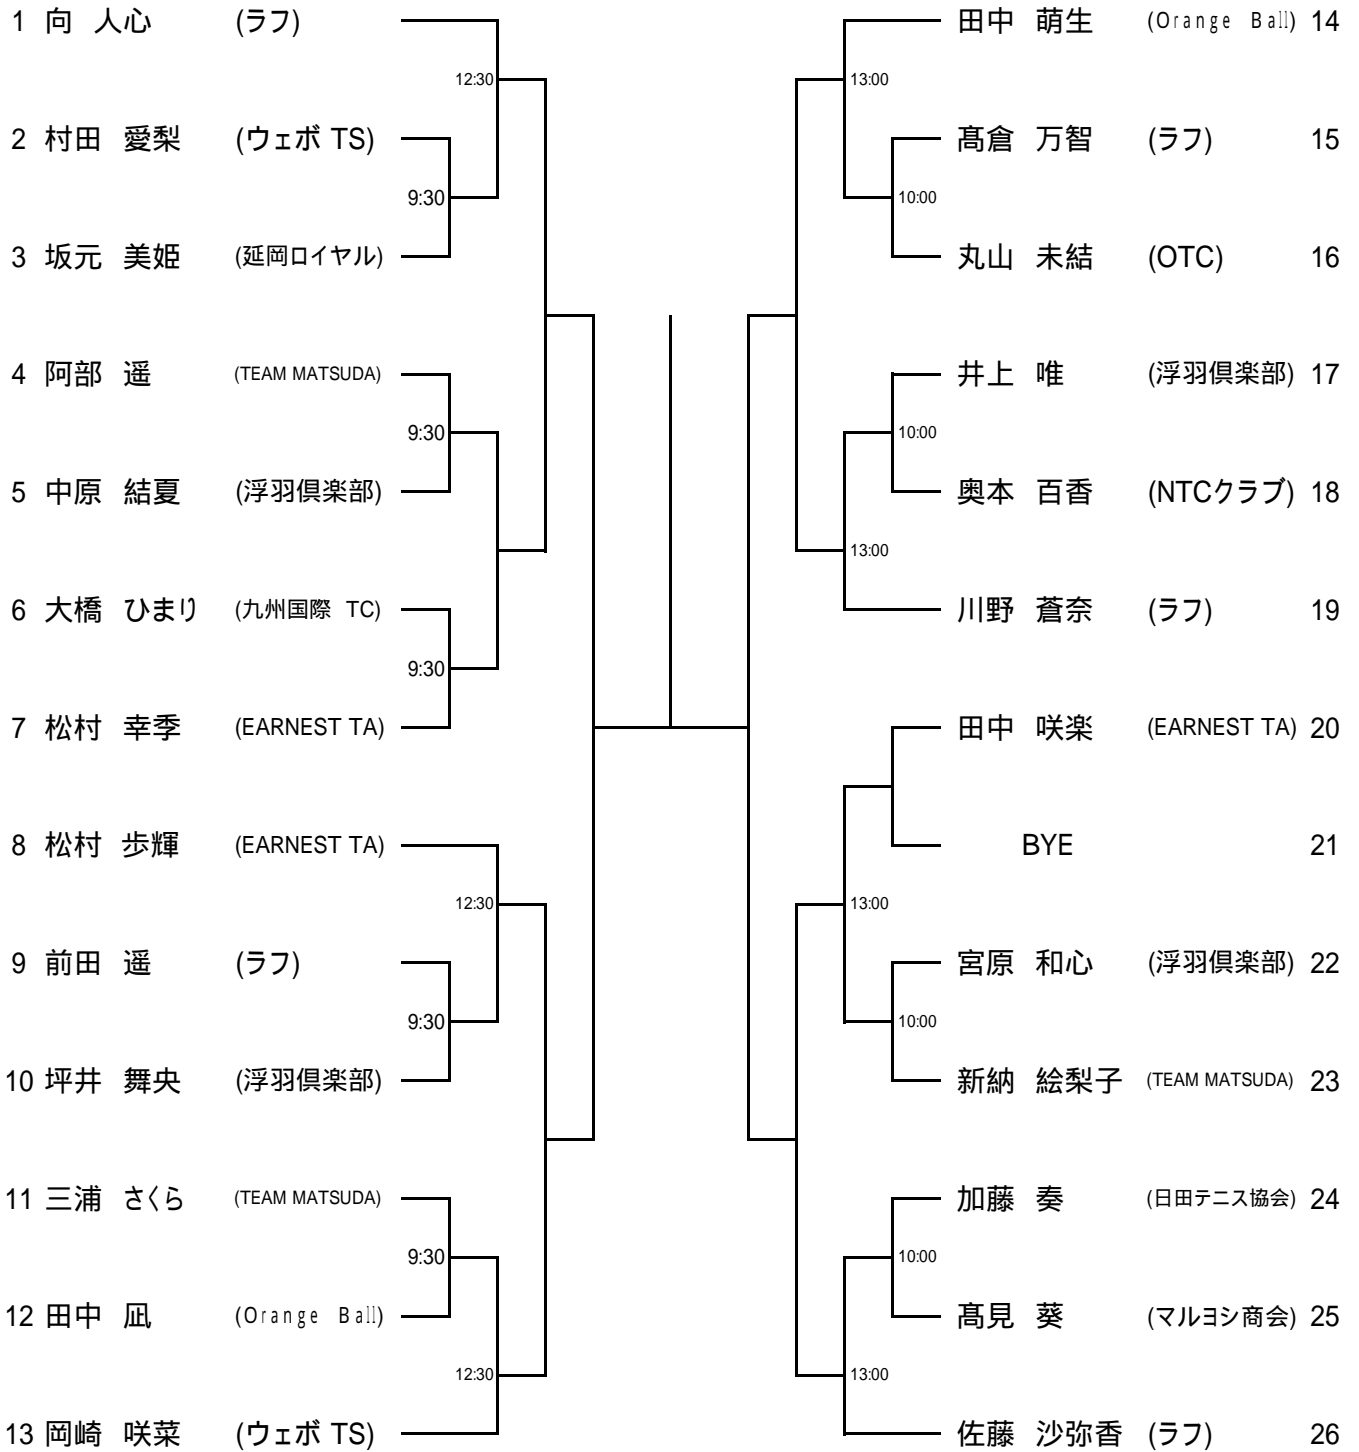 1 向 人心 (ラフ)
12:30
2 村田 愛梨 (ウェボ TS)
9:30
3 坂元 美姫 (延岡ロイヤル)
4 阿部 遥 (TEAM MATSUDA)
9:30
5 中原 結夏 (浮羽倶楽部)
6 大橋 ひまり (九州国際 TC)
9:30
7 松村 幸季 (EARNEST TA)
8 松村 歩輝 (EARNEST TA)
12:30
9 前田 遥 (ラフ)
9:30
10 坪井 舞央 (浮羽倶楽部)
11 三浦 さくら (TEAM MATSUDA)
9:30
12 田中 凪 (Orange Ball)
12:30
13 岡崎 咲菜 (ウェボ TS)
田中 萌生 (Orange Ball) 14
13:00
髙倉 万智 (ラフ) 15
10:00
丸山 未結 (OTC) 16
井上 唯 (浮羽倶楽部) 17
10:00
奥本 百香 (NTCクラブ) 18
13:00
川野 蒼奈 (ラフ) 19
田中 咲楽 (EARNEST TA) 20
BYE 21
13:00
宮原 和心 (浮羽倶楽部) 22
10:00
新納 絵梨子 (TEAM MATSUDA) 23
加藤 奏 (日田テニス協会) 24
10:00
髙見 葵 (マルヨシ商会) 25
13:00
佐藤 沙弥香 (ラフ) 26